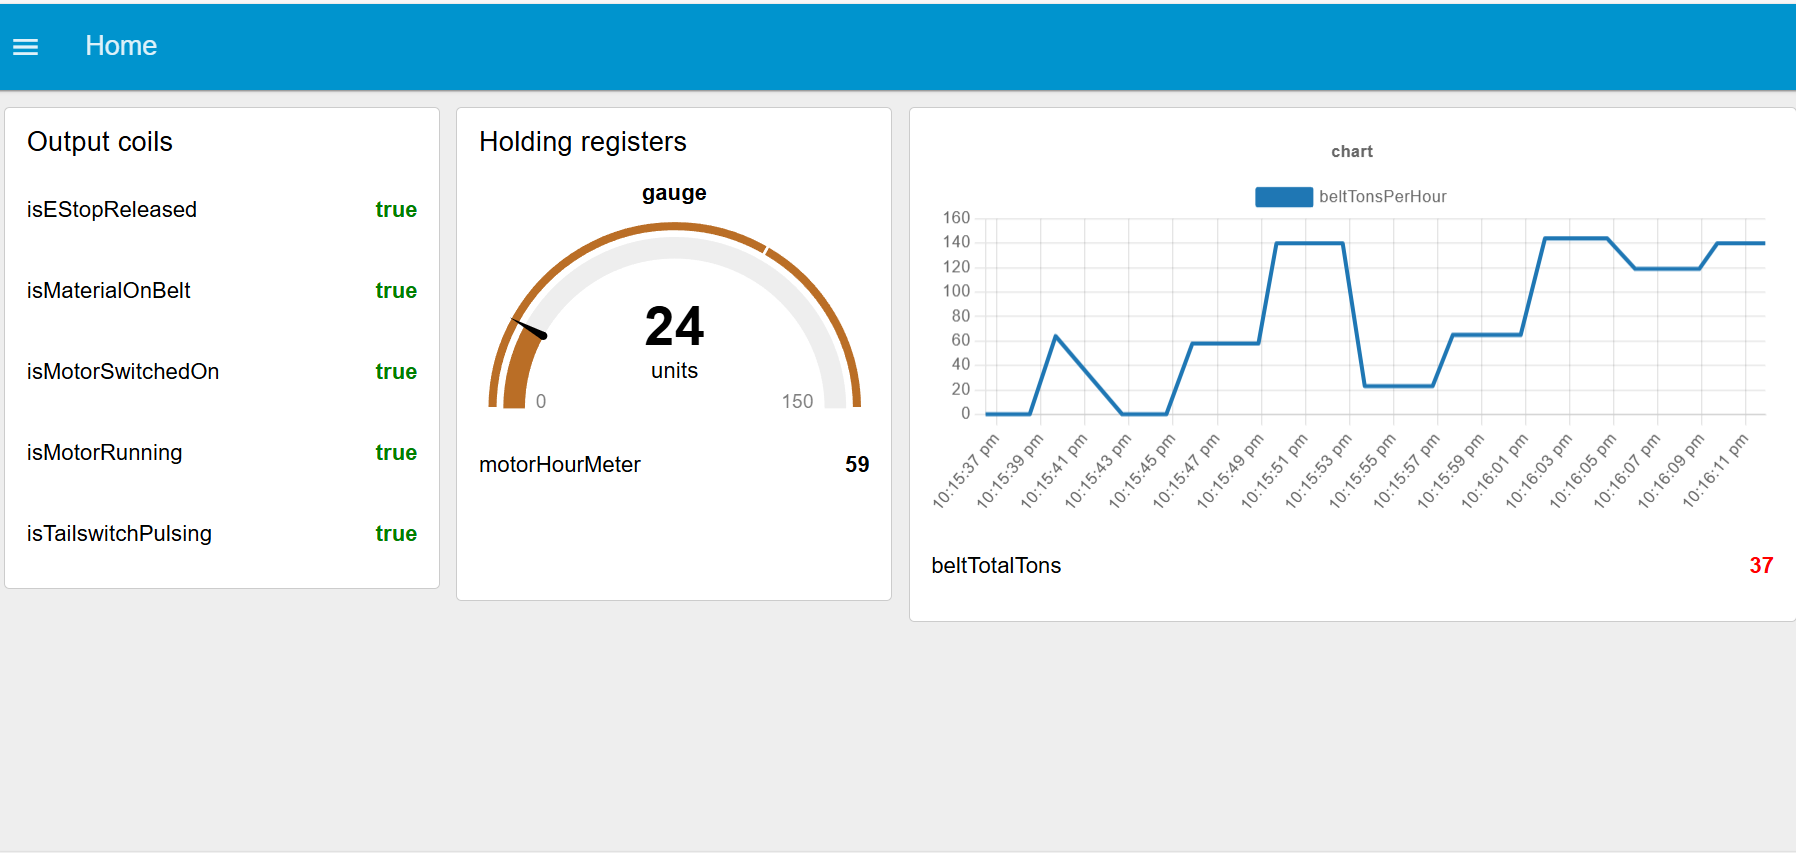 Home
Output coils
isEStopReleased true
isMaterialOnBelt true
isMotorSwitchedOn true
isMotorRunning true
isTailswitchPulsing true
Holding registers
gauge
24
units
0 150
motorHourMeter 59
chart
beltTonsPerHour
160
140
120
100
80
60
40
20
0
10:15:37 pm
10:15:39 pm
10:15:41 pm
10:15:43 pm
10:15:45 pm
10:15:47 pm
10:15:49 pm
10:15:51 pm
10:15:53 pm
10:15:55 pm
10:15:57 pm
10:15:59 pm
10:16:01 pm
10:16:03 pm
10:16:05 pm
10:16:07 pm
10:16:09 pm
10:16:11 pm
beltTotalTons 37